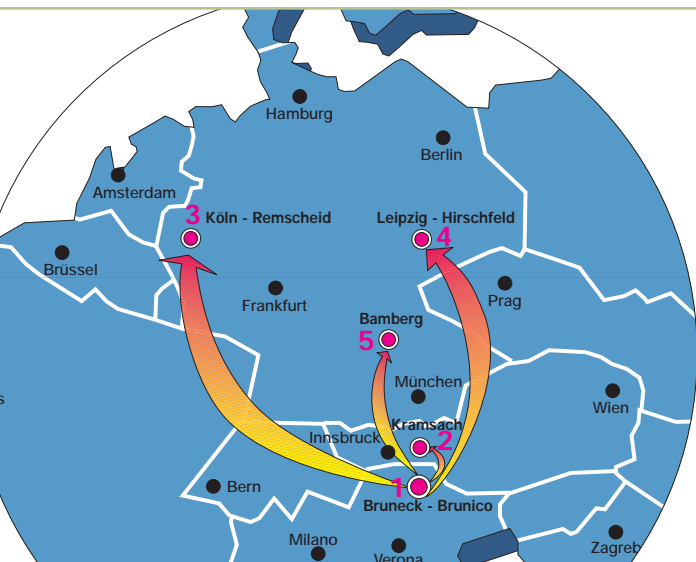 Hamburg
Berlin
Amsterdam
3 Köln - Remscheid
Leipzig - Hirschfeld
4
Brüssel
Frankfurt
Prag
Bamberg
5
München
Wien
Kramsach
Innsbruck
2
Bern
1
Bruneck - Brunico
Milano
Verona
Zagreb
s